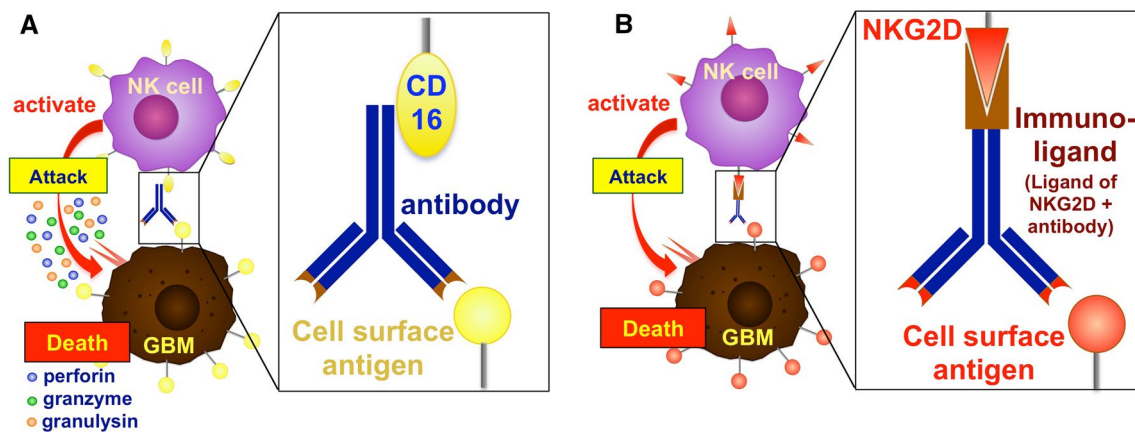 A
NK cell
activate
Attack
Death
GBM
perforin
granzyme
granulysin
CD
16
antibody
Cell surface
antigen
B
NK cell
activate
Attack
Death
GBM
NKG2D
Immuno-
ligand
(Ligand of
NKG2D +
antibody)
Cell surface
antigen